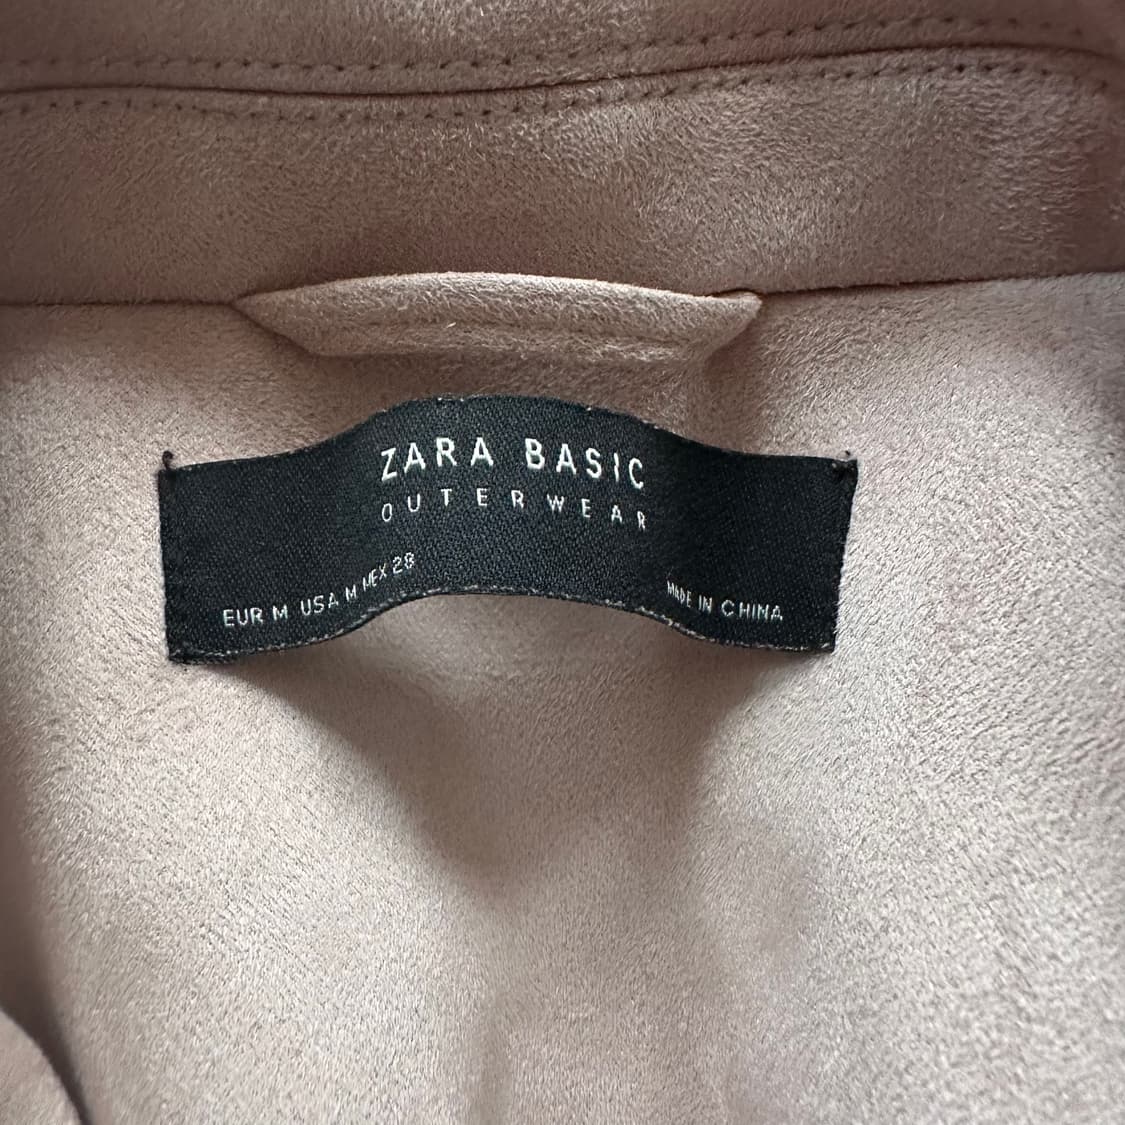 ZARA BASIC
OUTERWEAR
EUR M USA M MEX 28
MADE IN CHINA